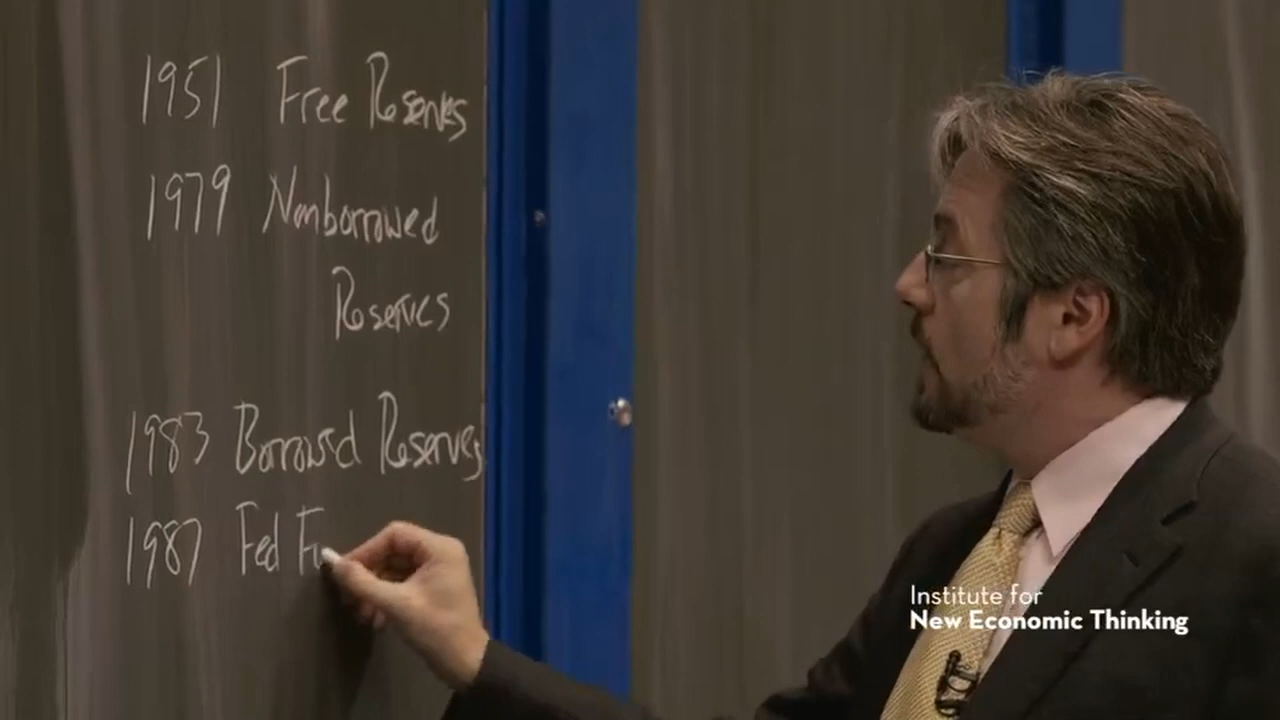 1951 Free Reserves
1979 Nonborrowed
Reserves
1983 Borrowed Reserves
1987 Fed Fu
Institute for
New Economic Thinking